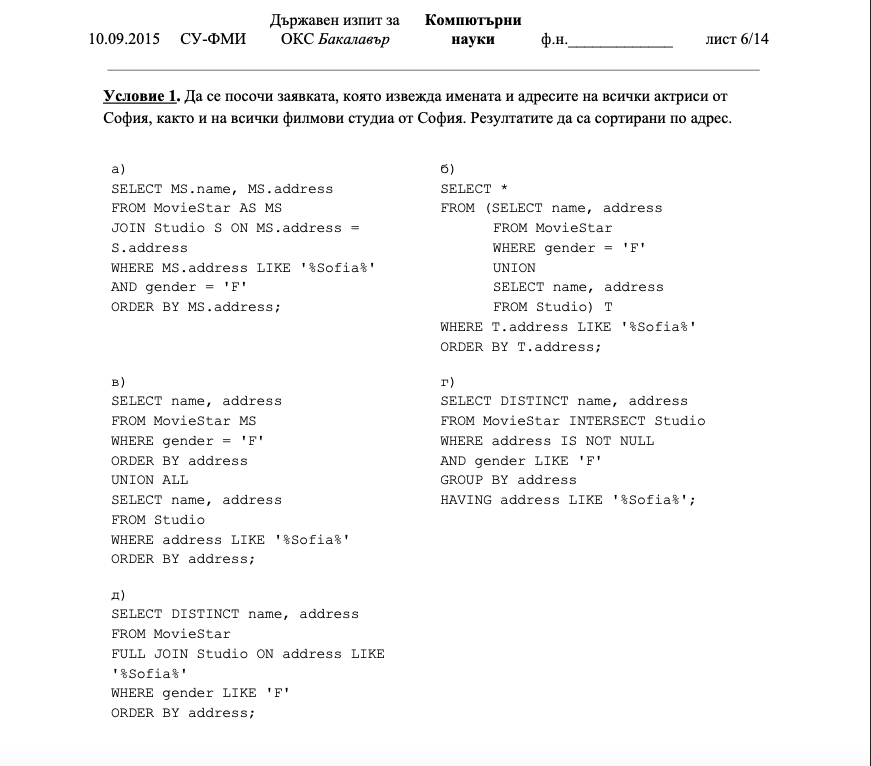 Държавен изпит за Компютърни
10.09.2015 СУ-ФМИ ОКС Бакалавър науки ф.н._____________ лист 6/14
Условие 1. Да се посочи заявката, която извежда имената и адресите на всички актриси от
София, както и на всички филмови студиа от София. Резултатите да са сортирани по адрес.
а)
SELECT MS.name, MS.address
FROM MovieStar AS MS
JOIN Studio S ON MS.address =
S.address
WHERE MS.address LIKE '%Sofia%'
AND gender = 'F'
ORDER BY MS.address;
б)
SELECT *
FROM (SELECT name, address
FROM MovieStar
WHERE gender = 'F'
UNION
SELECT name, address
FROM Studio) T
WHERE T.address LIKE '%Sofia%'
ORDER BY T.address;
в)
SELECT name, address
FROM MovieStar MS
WHERE gender = 'F'
ORDER BY address
UNION ALL
SELECT name, address
FROM Studio
WHERE address LIKE '%Sofia%'
ORDER BY address;
г)
SELECT DISTINCT name, address
FROM MovieStar INTERSECT Studio
WHERE address IS NOT NULL
AND gender LIKE 'F'
GROUP BY address
HAVING address LIKE '%Sofia%';
д)
SELECT DISTINCT name, address
FROM MovieStar
FULL JOIN Studio ON address LIKE
'%Sofia%'
WHERE gender LIKE 'F'
ORDER BY address;